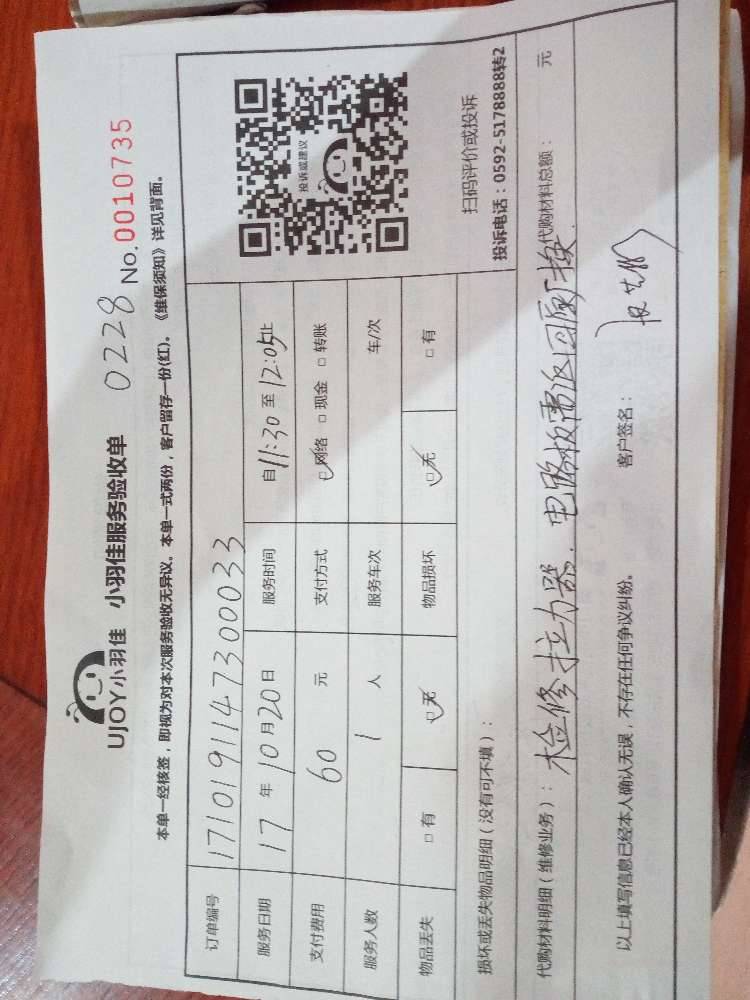 UJOY小羽佳 小羽佳服务验收单 0228 No.0010735
本单一经核签，即视为对本次服务验收无异议。本单一式两份，客户留存一份(红)。《维保须知》详见背面。
订单编号 1710191147300033
服务日期 17 年 10 月 20 日 服务时间 自 11:30 至 12:05 止
支付费用 60 元 支付方式 □ 网络 □ 现金 □ 转账
服务人数 1 人 服务车次 车/次
物品丢失 □ 有 □ 无 物品损坏 □ 无 □ 有
投诉或建议
扫码评价或投诉
投诉电话：0592-5178888转2
损坏或丢失物品明细（没有可不填）：
代购材料明细（维修业务）： 检修拉力器．电路板需返回厂换． 代购材料总额： 元
以上填写信息已经本人确认无误，不存在任何争议纠纷。 客户签名：